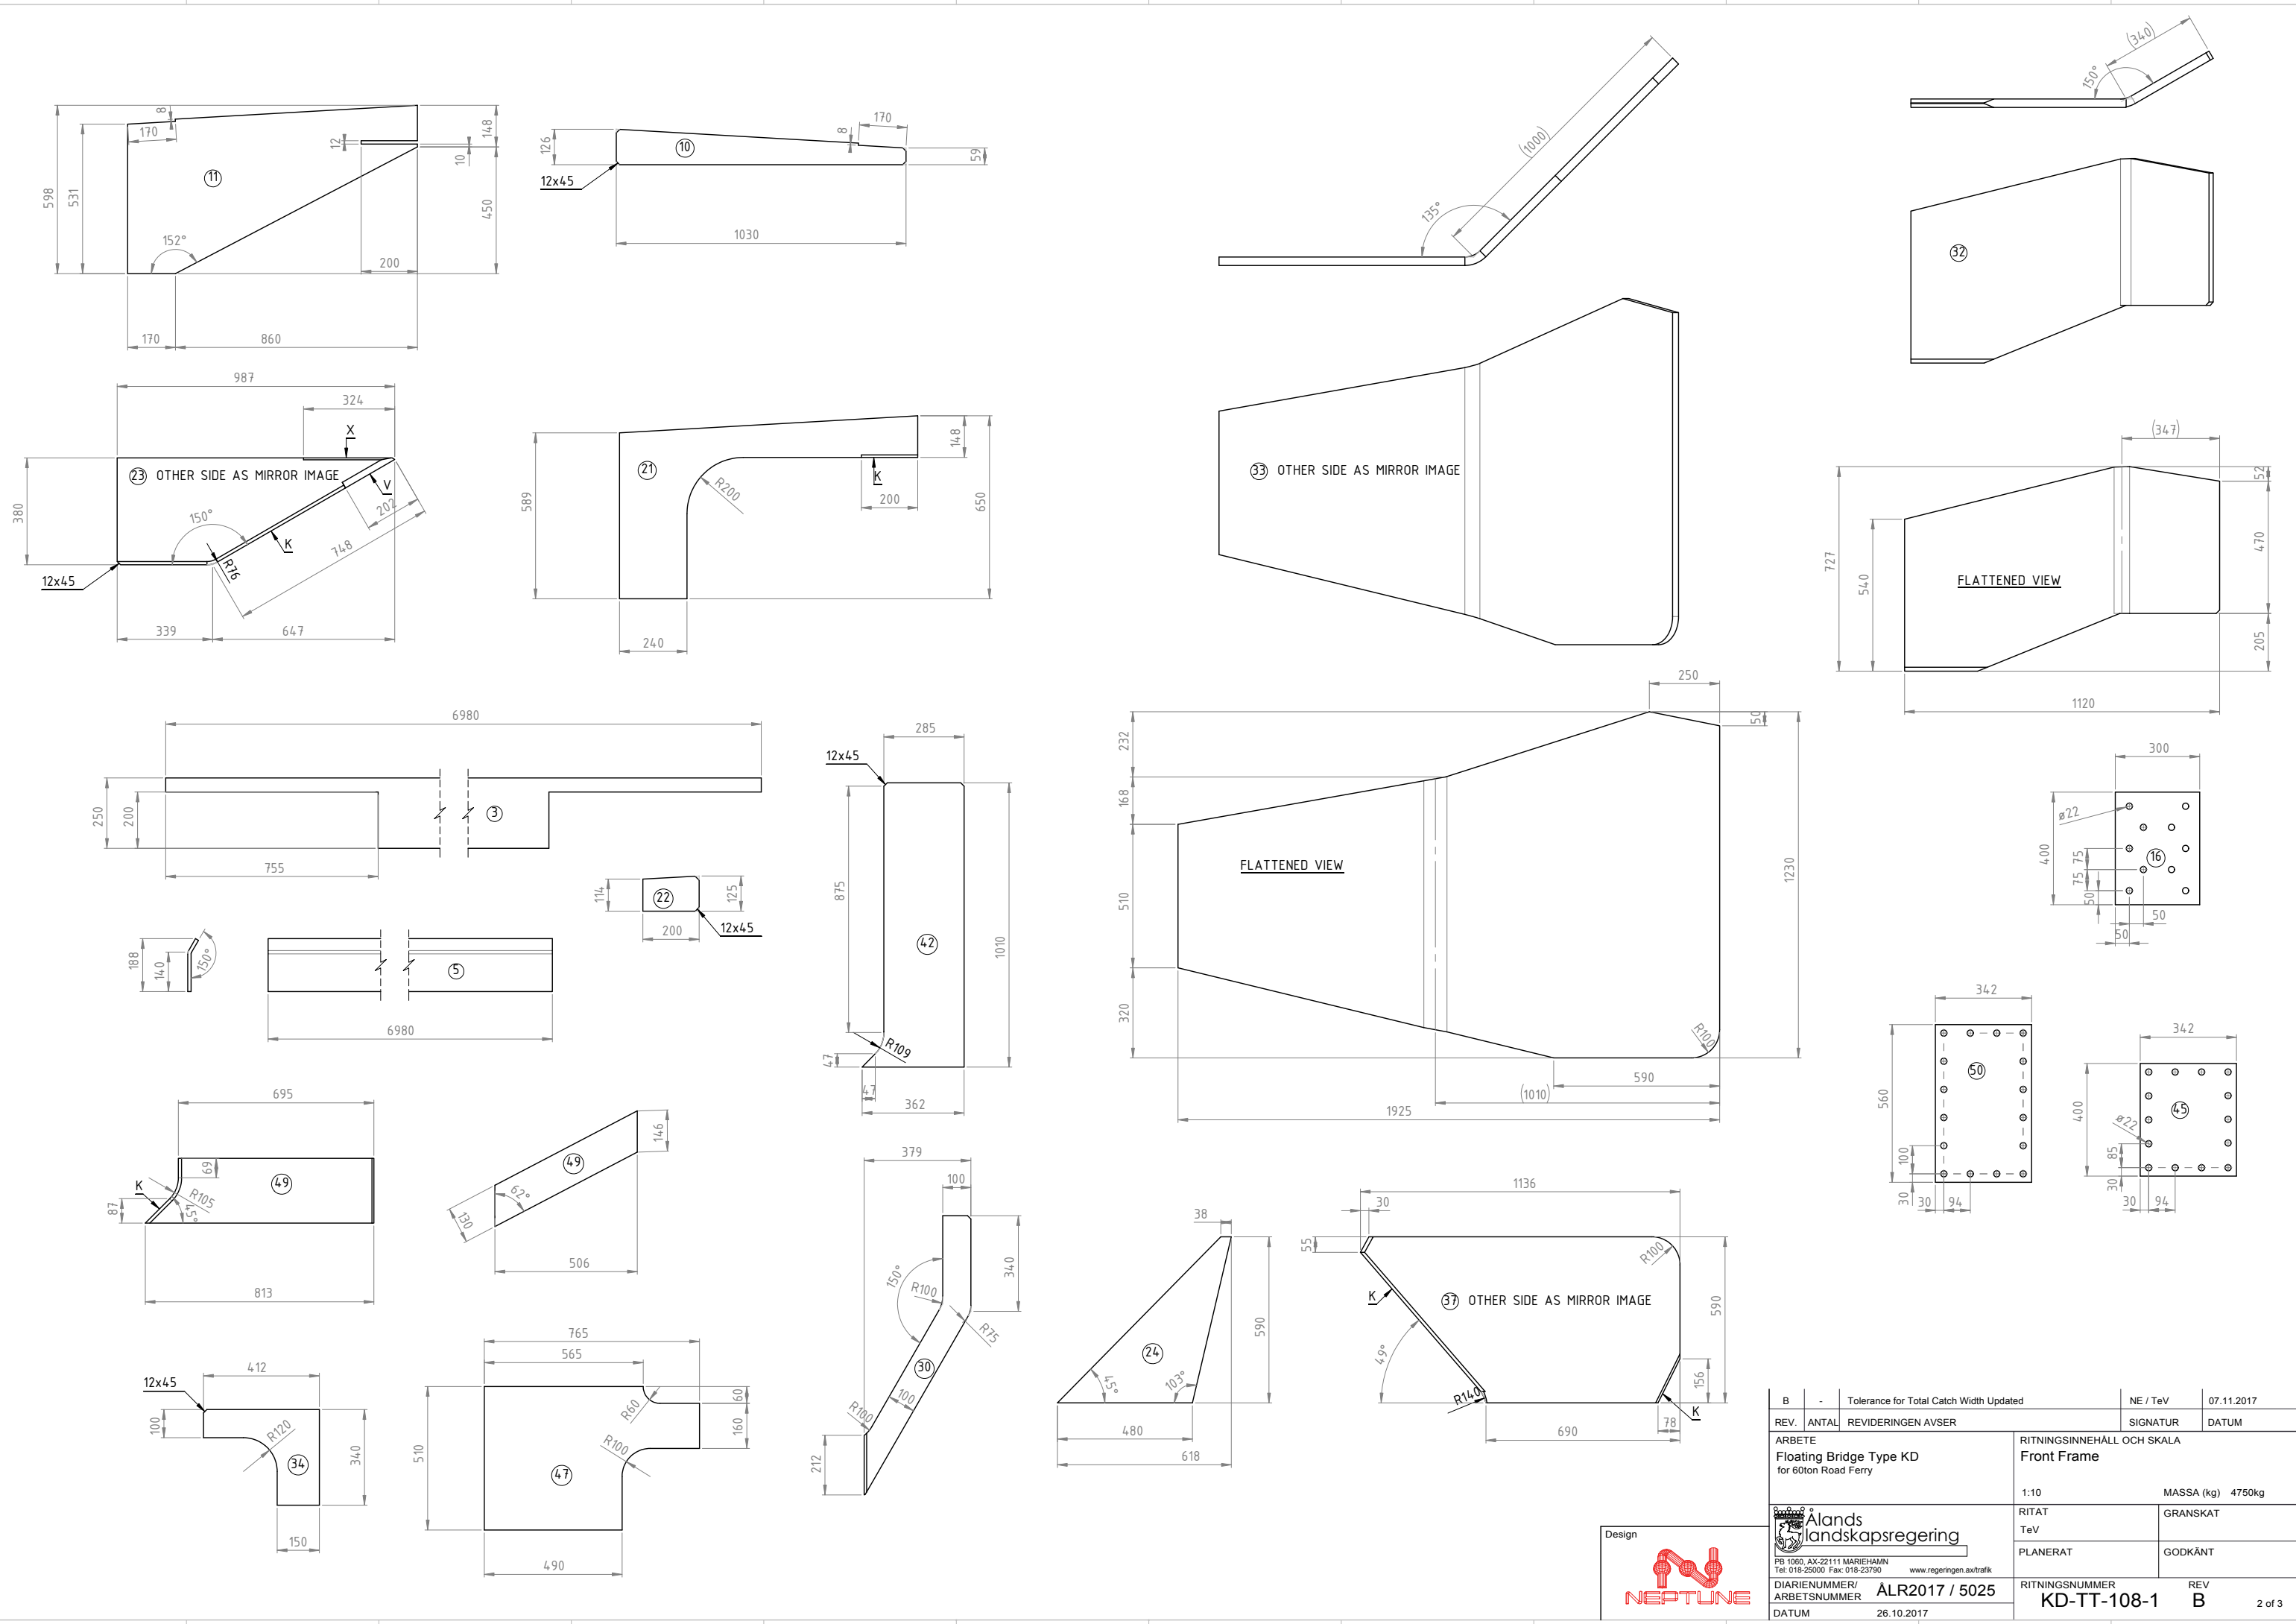 598
531
170
8
11
12
148
10
450
152°
200
170
860
126
10
8
170
59
12x45
1030
(1000)
135°
(340)
150°
32
987
324
X
23 OTHER SIDE AS MIRROR IMAGE
V
202
380
150°
K
748
R76
12x45
339
647
21
148
K
R200
200
589
650
240
33 OTHER SIDE AS MIRROR IMAGE
(347)
52
727
540
470
FLATTENED VIEW
205
1120
6980
250
200
3
755
114
22
125
12x45
200
188
140
150°
5
6980
285
12x45
875
42
1010
R109
47
47
362
250
50
232
168
510
320
FLATTENED VIEW
1230
R100
590
(1010)
1925
300
ø22
400
75
16
75
50
50
50
342
50
560
100
30
30
94
342
45
400
ø22
85
30
30
94
695
69
49
K
R105
87
45°
813
146
49
62°
130
506
379
100
340
150°
R100
R75
30
100
R100
212
38
590
24
45°
103°
480
618
1136
30
55
R100
K
37 OTHER SIDE AS MIRROR IMAGE
590
49°
R140
156
K
78
690
412
12x45
100
R120
340
34
150
765
565
60
R60
160
R100
510
47
490
B - Tolerance for Total Catch Width Updated NE / TeV 07.11.2017
REV. ANTAL REVIDERINGEN AVSER SIGNATUR DATUM
ARBETE
Floating Bridge Type KD
for 60ton Road Ferry
RITNINGSINNEHÅLL OCH SKALA
Front Frame
1:10 MASSA (kg) 4750kg
Ålands
landskapsregering
PB 1060, AX-22111 MARIEHAMN
Tel: 018-25000 Fax: 018-23790 www.regeringen.ax/trafik
RITAT
TeV
GRANSKAT
PLANERAT
GODKÄNT
DIARIENUMMER/
ARBETSNUMMER
ÅLR2017 / 5025
DATUM 26.10.2017
RITNINGSNUMMER
KD-TT-108-1
REV
B
2 of 3
Design
NEPTUNE